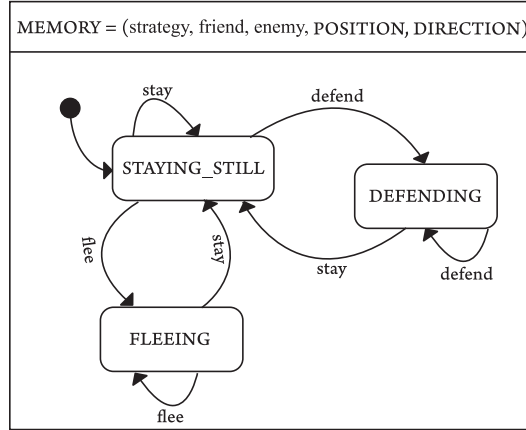 MEMORY = (strategy, friend, enemy, POSITION, DIRECTION)
stay
defend
STAYING_STILL
DEFENDING
flee
stay
stay
defend
FLEEING
flee